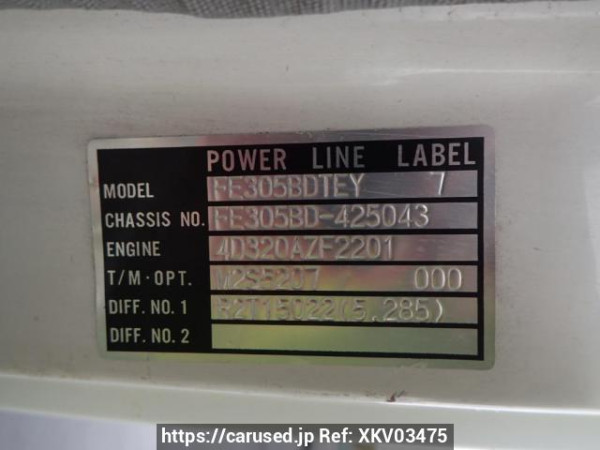 POWER LINE LABEL
MODEL FE305BDTEY 7
CHASSIS NO. FE305BD-425043
ENGINE 4D320AZF2201
T/M·OPT. M2S5207 000
DIFF. NO. 1 R2T15022(5.285)
DIFF. NO. 2
https://carused.jp Ref: XKV03475